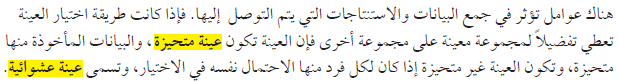 هناك عوامل تؤثر في جمع البيانات والاستنتاجات التي يتم التوصل إليها. فإذا كانت طريقة اختيار العينة
تعطي تفضيلاً لمجموعة معينة على مجموعة أخرى فإن العينة تكون عينة متحيزة، والبيانات المأخوذة منها
متحيزة، وتكون العينة غير متحيزة إذا كان لكل فرد منها الاحتمال نفسه في الاختيار، وتسمى عينة عشوائية.